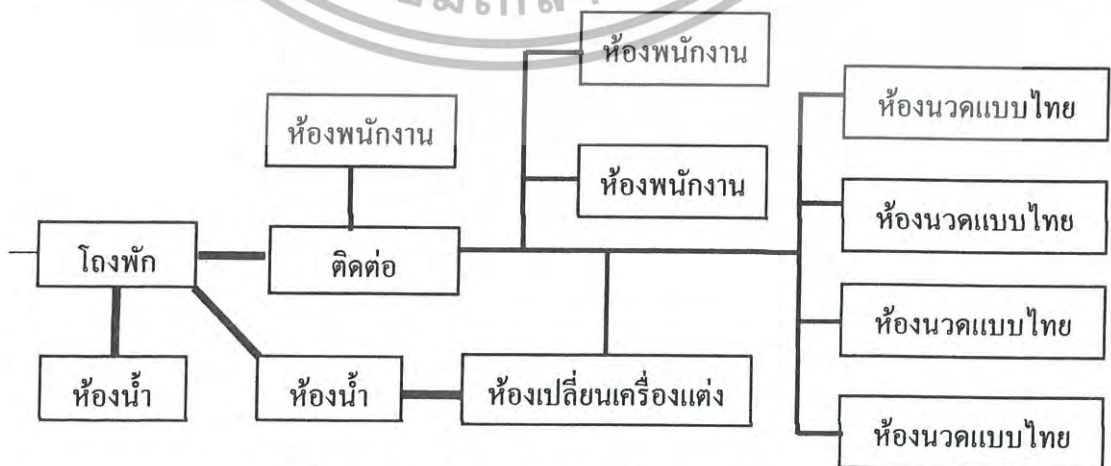 ห้องพนักงาน
ห้องนวดแบบไทย
ห้องพนักงาน
ห้องพนักงาน
ห้องนวดแบบไทย
โถงพัก
ติดต่อ
ห้องนวดแบบไทย
ห้องน้ำ
ห้องน้ำ
ห้องเปลี่ยนเครื่องแต่ง
ห้องนวดแบบไทย